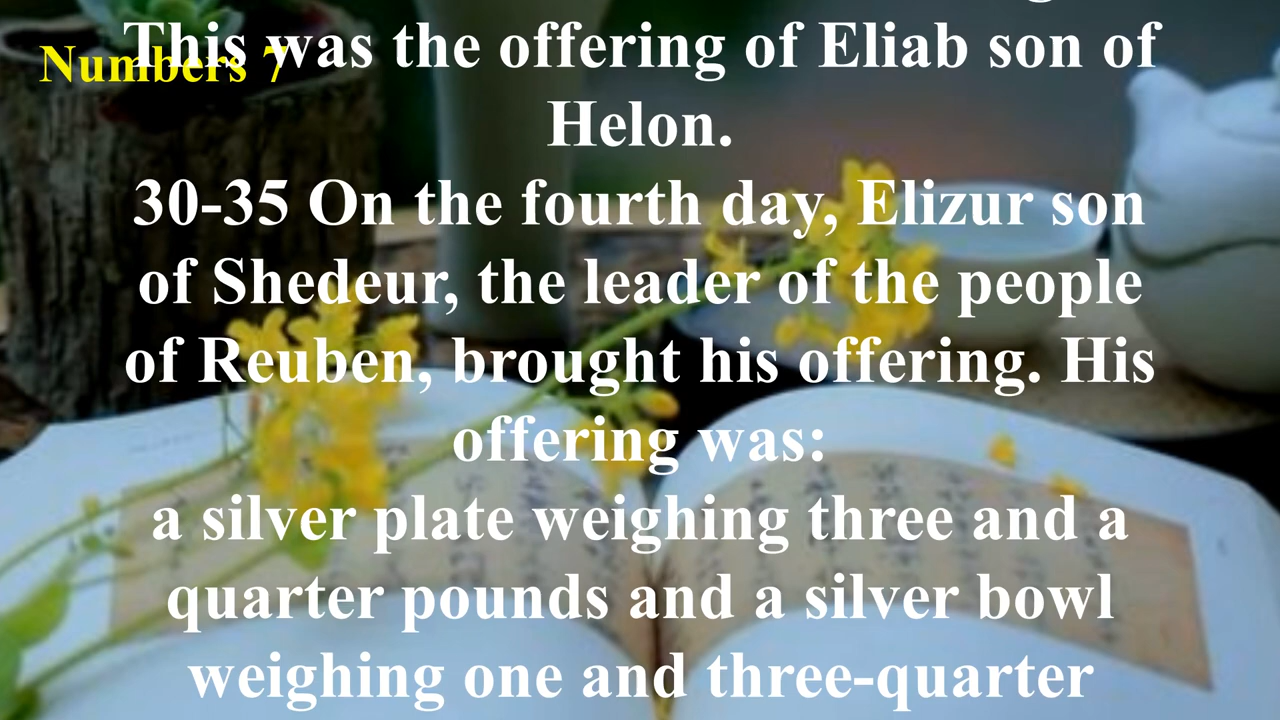 Numbers 7
This was the offering of Eliab son of
Helon.
30-35 On the fourth day, Elizur son
of Shedeur, the leader of the people
of Reuben, brought his offering. His
offering was:
a silver plate weighing three and a
quarter pounds and a silver bowl
weighing one and three-quarter